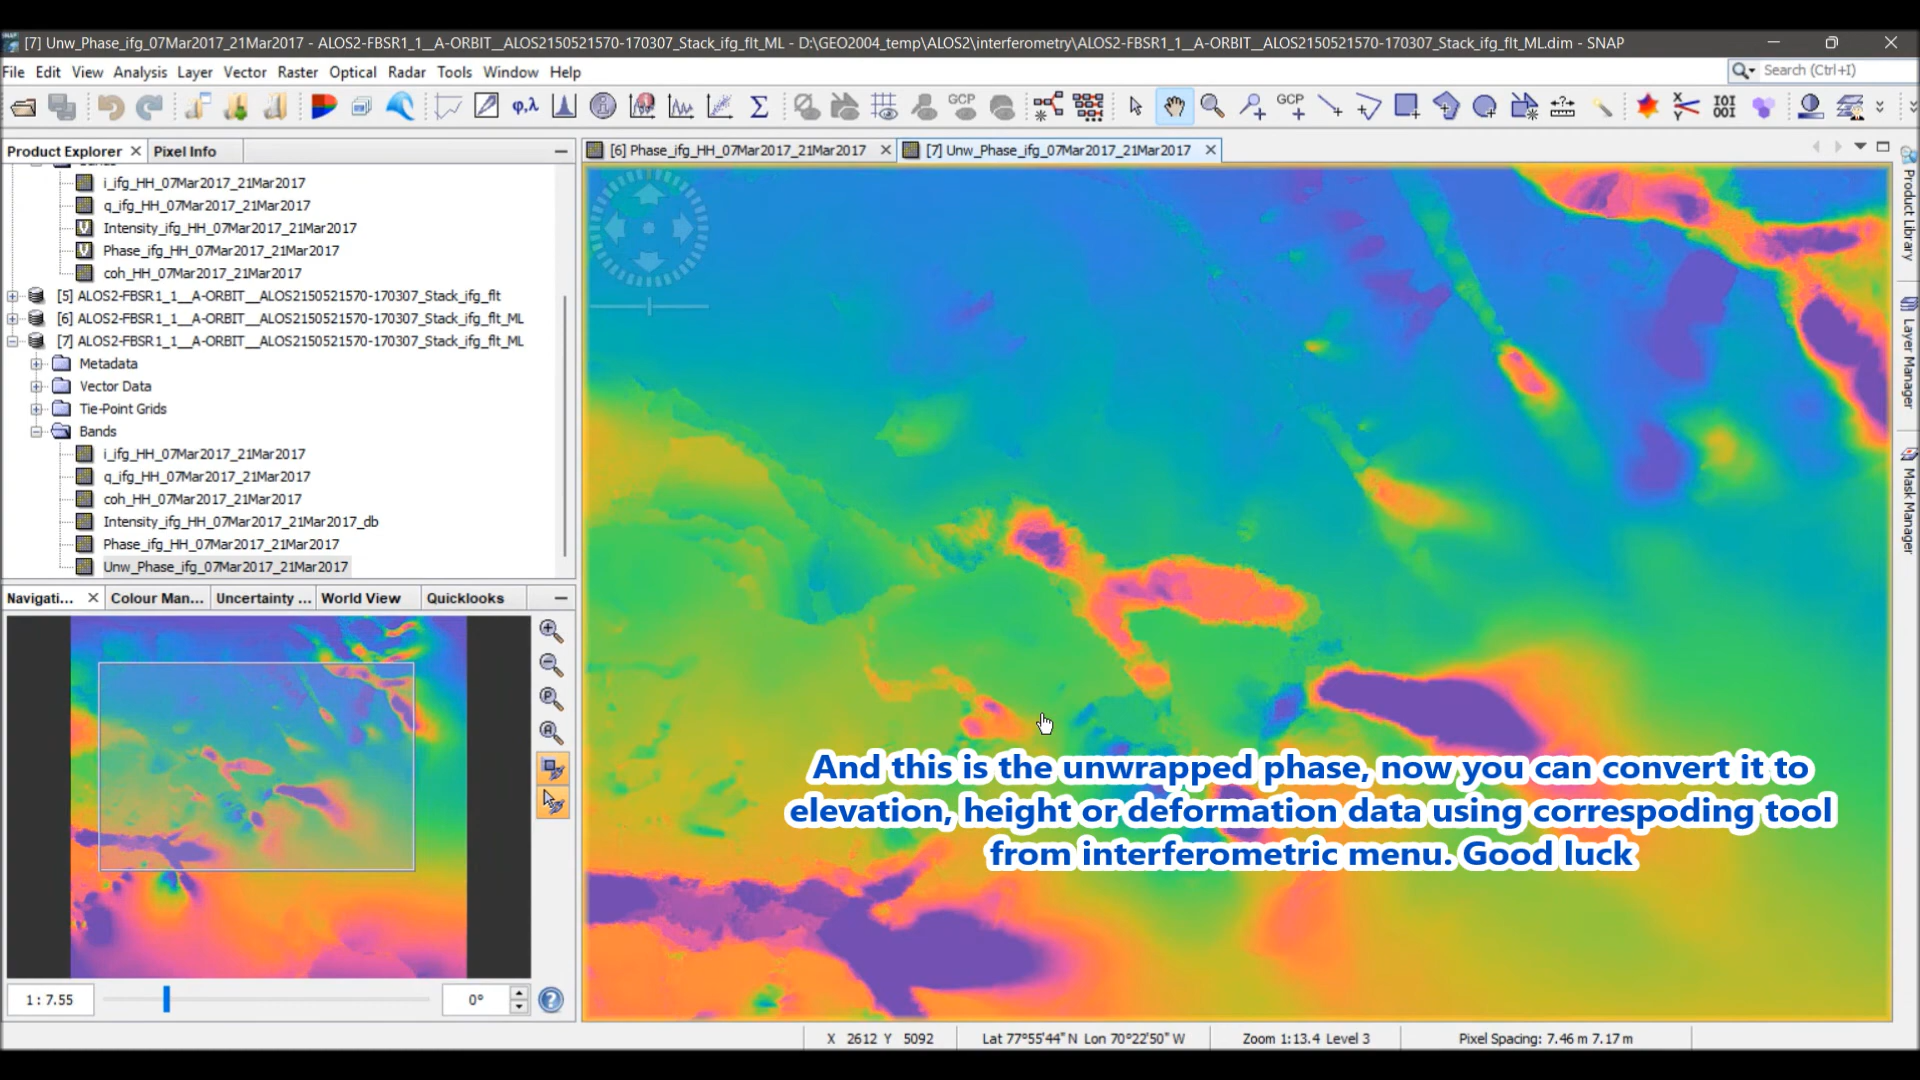 [7] Unw_Phase_ifg_07Mar2017_21Mar2017 - ALOS2-FBSR1_1__A-ORBIT__ALOS2150521570-170307_Stack_ifg_flt_ML - D:\GEO2004_temp\ALOS2\interferometry\ALOS2-FBSR1_1__A-ORBIT__ALOS2150521570-170307_Stack_ifg_flt_ML.dim - SNAP
File Edit View Analysis Layer Vector Raster Optical Radar Tools Window Help
Search (Ctrl+I)
φ,λ GCP Σ GCP
Product Explorer Pixel Info
[6] Phase_ifg_HH_07Mar2017_21Mar2017 [7] Unw_Phase_ifg_07Mar2017_21Mar2017
i_ifg_HH_07Mar2017_21Mar2017
q_ifg_HH_07Mar2017_21Mar2017
Intensity_ifg_HH_07Mar2017_21Mar2017
Phase_ifg_HH_07Mar2017_21Mar2017
coh_HH_07Mar2017_21Mar2017
[5] ALOS2-FBSR1_1__A-ORBIT__ALOS2150521570-170307_Stack_ifg_flt
[6] ALOS2-FBSR1_1__A-ORBIT__ALOS2150521570-170307_Stack_ifg_flt_ML
[7] ALOS2-FBSR1_1__A-ORBIT__ALOS2150521570-170307_Stack_ifg_flt_ML
Metadata
Vector Data
Tie-Point Grids
Bands
i_ifg_HH_07Mar2017_21Mar2017
q_ifg_HH_07Mar2017_21Mar2017
coh_HH_07Mar2017_21Mar2017
Intensity_ifg_HH_07Mar2017_21Mar2017_db
Phase_ifg_HH_07Mar2017_21Mar2017
Unw_Phase_ifg_07Mar2017_21Mar2017
Navigati... Colour Man... Uncertainty ... World View Quicklooks
1 : 7.55 0°
Product Library
Layer Manager
Mask Manager
And this is the unwrapped phase, now you can convert it to
elevation, height or deformation data using correspoding tool
from interferometric menu. Good luck
X 2612 Y 5092 Lat 77°55'44" N Lon 70°22'50" W Zoom 1:13.4 Level 3 Pixel Spacing: 7.46 m 7.17 m